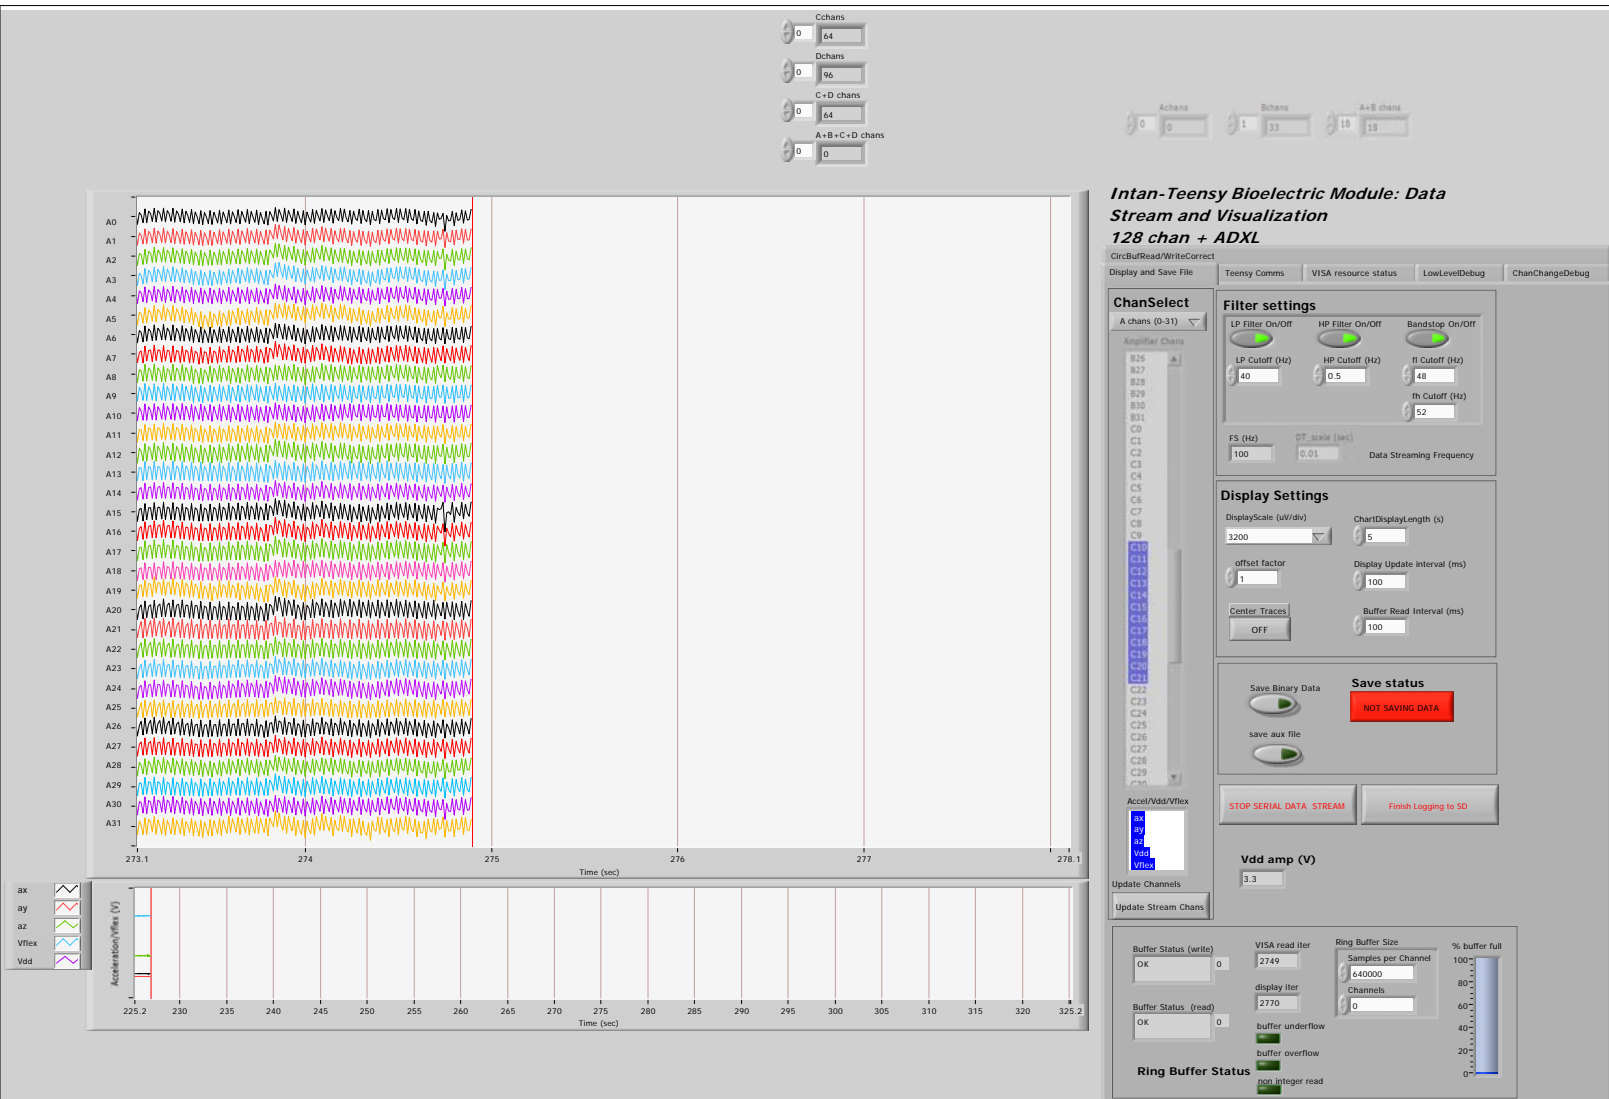 Cchans
0 64
Dchans
0 96
C+D chans
0 64
A+B+C+D chans
0 0
Achans Bchans A+B chans
0 0 1 33 18 18
Intan-Teensy Bioelectric Module: Data
Stream and Visualization
128 chan + ADXL
CircBufRead/WriteCorrect
Display and Save File Teensy Comms VISA resource status LowLevelDebug ChanChangeDebug
A0
A1
A2
A3
A4
A5
A6
A7
A8
A9
A10
A11
A12
A13
A14
A15
A16
A17
A18
A19
A20
A21
A22
A23
A24
A25
A26
A27
A28
A29
A30
A31
273.1 274 275 276 277 278.1
Time (sec)
ax
ay
az
Vflex
Vdd
Acceleration/Vflex (V)
225.2 230 235 240 245 250 255 260 265 270 275 280 285 290 295 300 305 310 315 320 325.2
Time (sec)
ChanSelect
A chans (0-31)
Amplifier Chans
B26
B27
B28
B29
B30
B31
C0
C1
C2
C3
C4
C5
C6
C7
C8
C9
C10
C11
C12
C13
C14
C15
C16
C17
C18
C19
C20
C21
C22
C23
C24
C25
C26
C27
C28
C29
Accel/Vdd/Vflex
ax
ay
az
Vdd
Vflex
Update Channels
Update Stream Chans
Filter settings
LP Filter On/Off HP Filter On/Off Bandstop On/Off
LP Cutoff (Hz) HP Cutoff (Hz) fl Cutoff (Hz)
40 0.5 48
fh Cutoff (Hz)
52
FS (Hz) DT_scale (sec)
100 0.01 Data Streaming Frequency
Display Settings
DisplayScale (uV/div) ChartDisplayLength (s)
3200 5
offset factor Display Update interval (ms)
1 100
Center Traces Buffer Read Interval (ms)
OFF 100
Save Binary Data Save status
NOT SAVING DATA
save aux file
STOP SERIAL DATA STREAM Finish Logging to SD
Vdd amp (V)
3.3
Buffer Status (write) VISA read iter Ring Buffer Size % buffer full
OK 0 2749 Samples per Channel
640000
Buffer Status (read) display iter Channels
OK 0 2770 0
buffer underflow
buffer overflow
Ring Buffer Status
non integer read
100
80
60
40
20
0